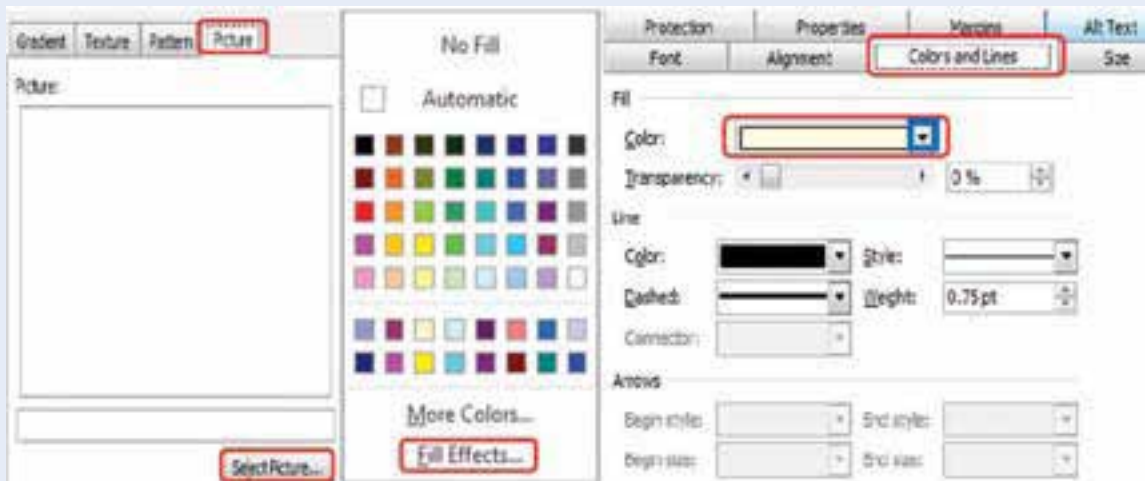 Gradient Texture Pattern Picture
Picture:
Select Picture...
No Fill
Automatic
More Colors...
Fill Effects...
Protection Properties Margins Alt Text
Font Alignment Colors and Lines Size
Fill
Color:
Transparency: 0 %
Line
Color: Style:
Dashed: Weight: 0.75 pt
Connector:
Arrows
Begin style: End style:
Begin size: End size: